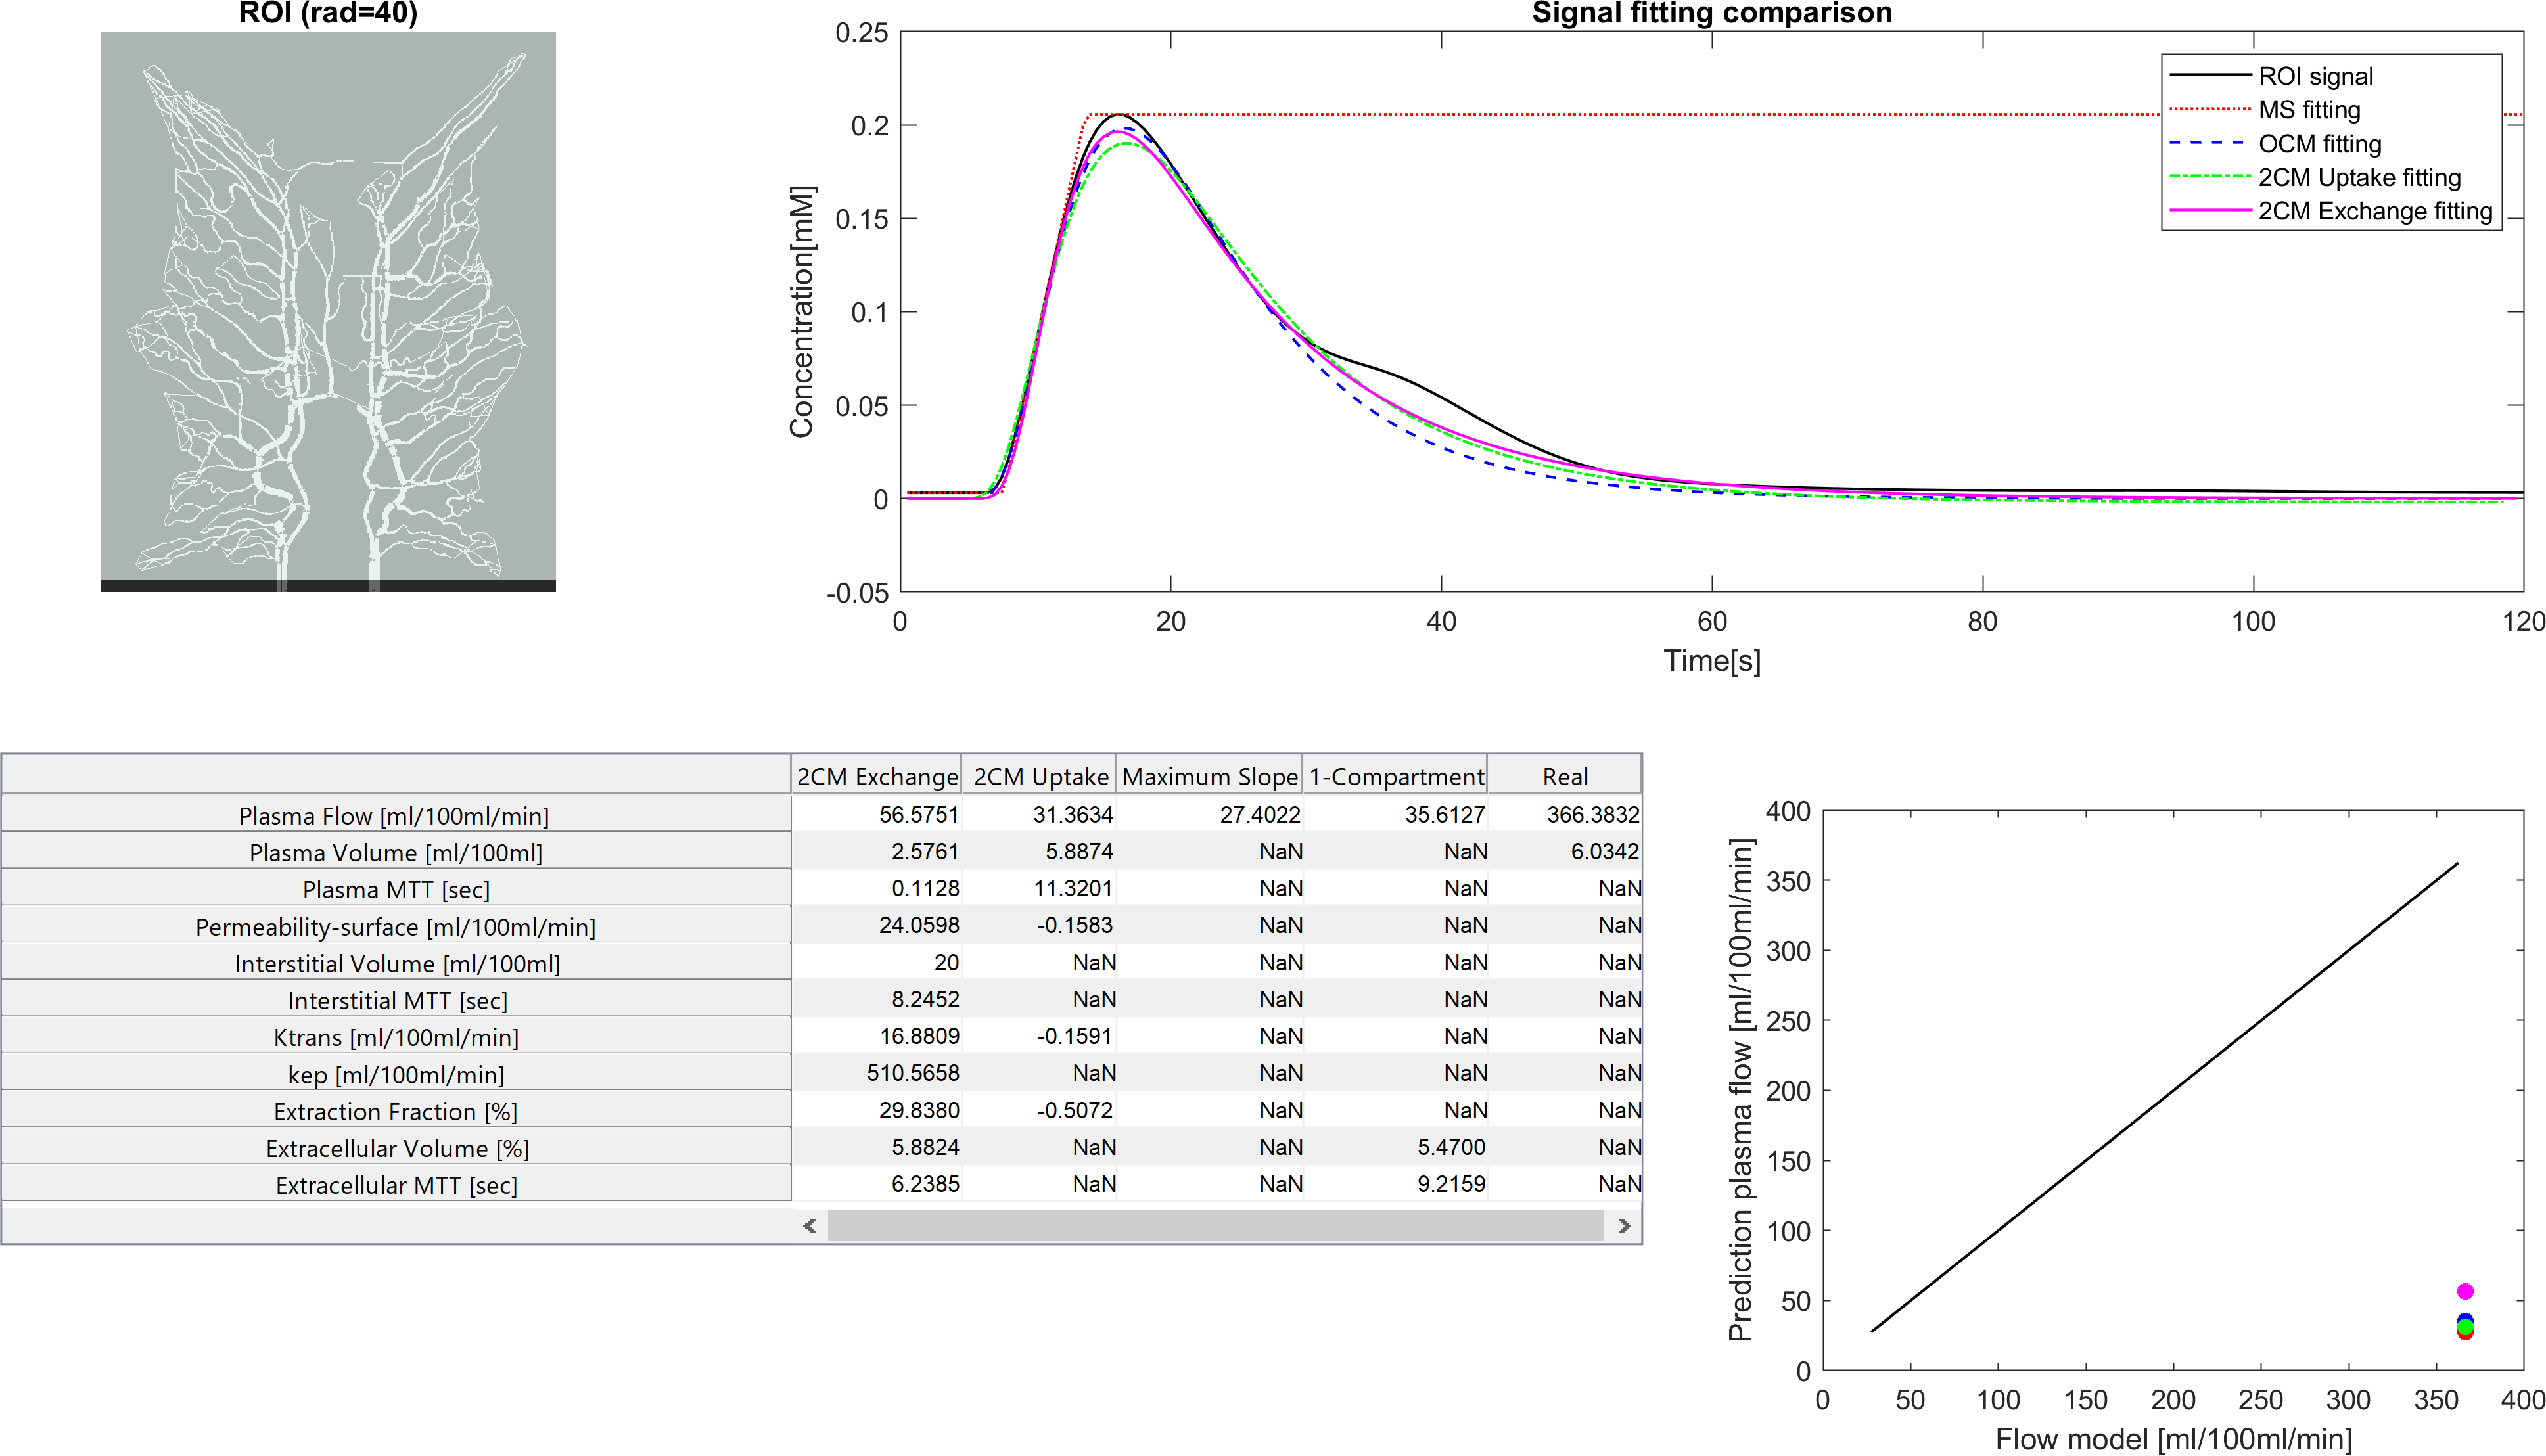 ROI (rad=40)
Signal fitting comparison
0.25
0.2
0.15
0.1
0.05
0
-0.05
Concentration[mM]
0 20 40 60 80 100 120
Time[s]
ROI signal
MS fitting
OCM fitting
2CM Uptake fitting
2CM Exchange fitting
2CM Exchange 2CM Uptake Maximum Slope 1-Compartment Real
Plasma Flow [ml/100ml/min] 56.5751 31.3634 27.4022 35.6127 366.3832
Plasma Volume [ml/100ml] 2.5761 5.8874 NaN NaN 6.0342
Plasma MTT [sec] 0.1128 11.3201 NaN NaN NaN
Permeability-surface [ml/100ml/min] 24.0598 -0.1583 NaN NaN NaN
Interstitial Volume [ml/100ml] 20 NaN NaN NaN NaN
Interstitial MTT [sec] 8.2452 NaN NaN NaN NaN
Ktrans [ml/100ml/min] 16.8809 -0.1591 NaN NaN NaN
kep [ml/100ml/min] 510.5658 NaN NaN NaN NaN
Extraction Fraction [%] 29.8380 -0.5072 NaN NaN NaN
Extracellular Volume [%] 5.8824 NaN NaN 5.4700 NaN
Extracellular MTT [sec] 6.2385 NaN NaN 9.2159 NaN
400
350
300
250
200
150
100
50
0
Prediction plasma flow [ml/100ml/min]
0 50 100 150 200 250 300 350 400
Flow model [ml/100ml/min]